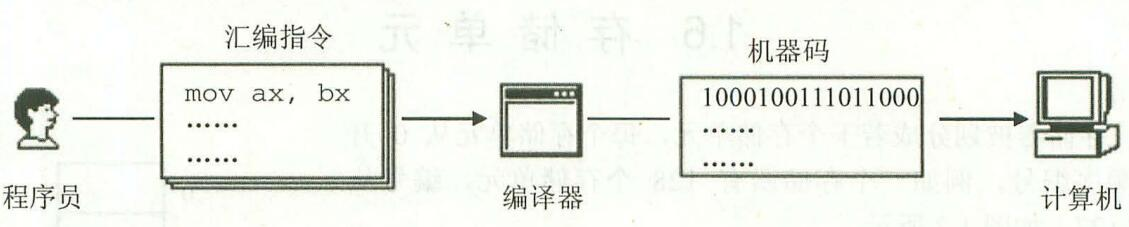 汇编指令
机器码
mov ax, bx
……
……
1000100111011000
……
……
程序员
编译器
计算机